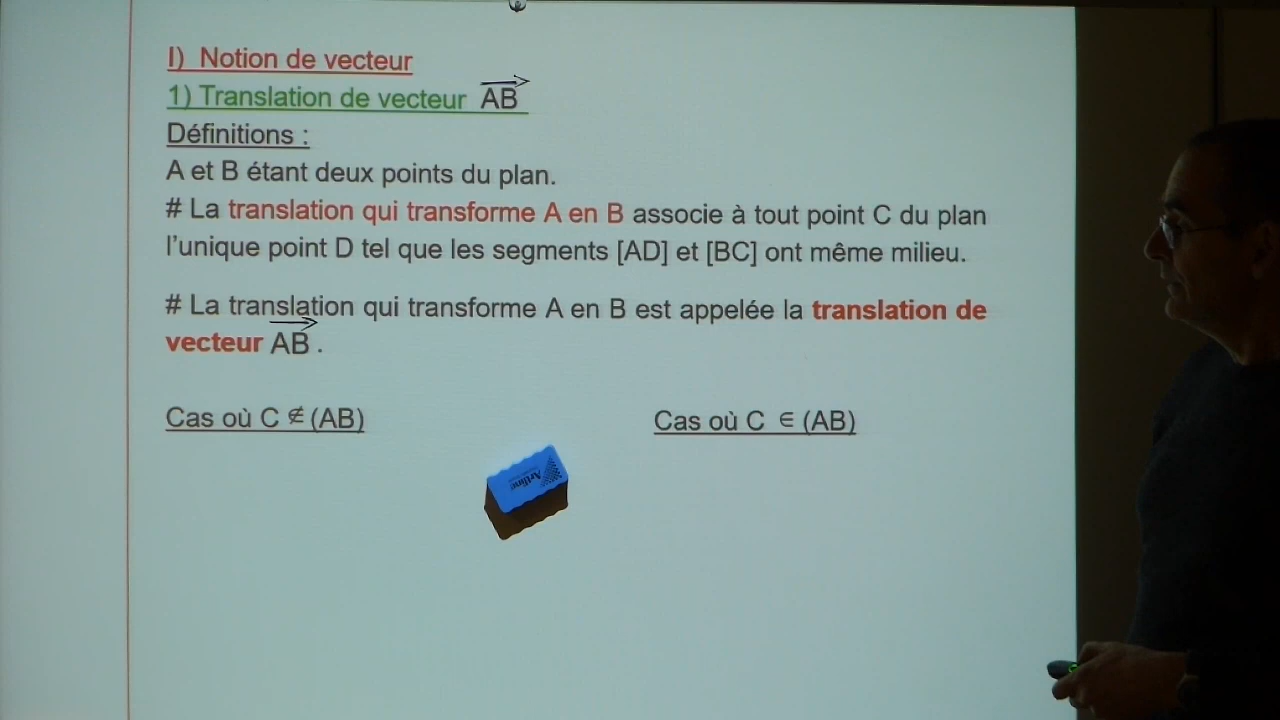 I) Notion de vecteur
1) Translation de vecteur AB
Définitions :
A et B étant deux points du plan.
# La translation qui transforme A en B associe à tout point C du plan
l'unique point D tel que les segments [AD] et [BC] ont même milieu.
# La translation qui transforme A en B est appelée la translation de
vecteur AB .
Cas où C ∉ (AB)
Cas où C ∈ (AB)
Artline